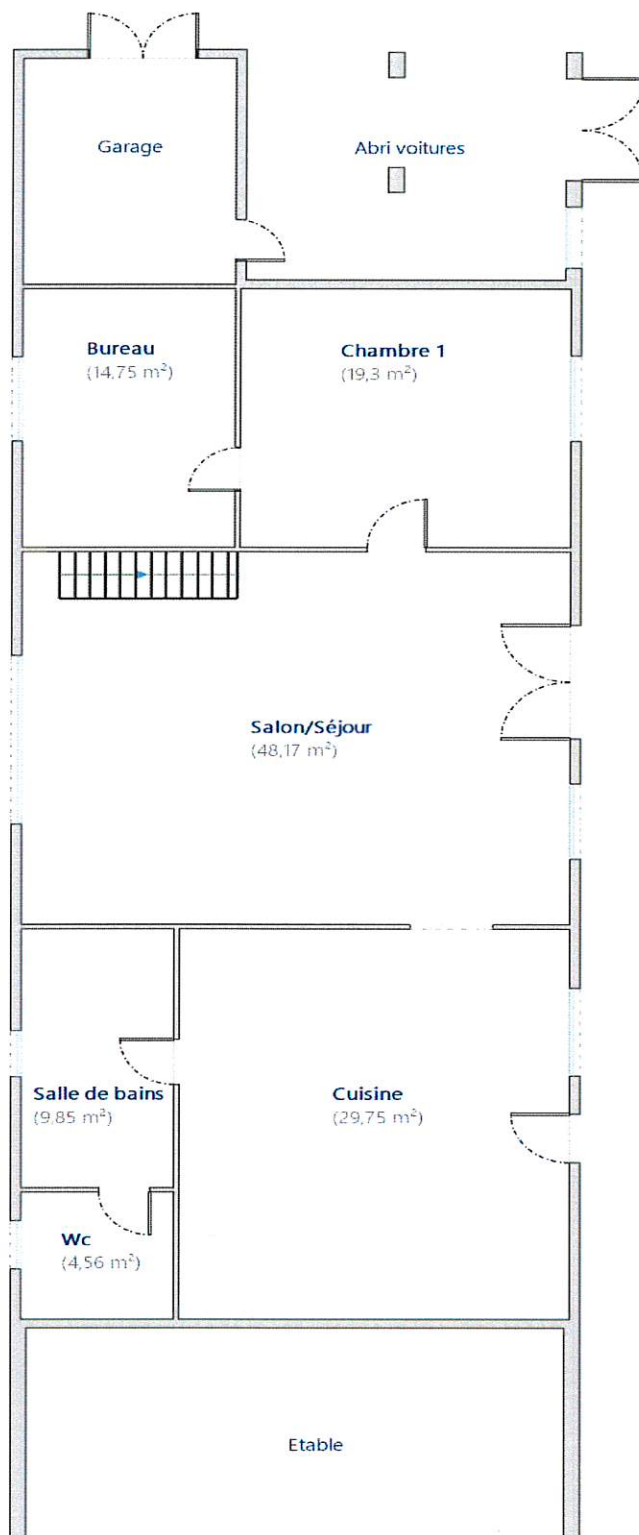 Garage
Abri voitures
Bureau
(14,75 m²)
Chambre 1
(19,3 m²)
Salon/Séjour
(48,17 m²)
Salle de bains
(9,85 m²)
Cuisine
(29,75 m²)
Wc
(4,56 m²)
Etable